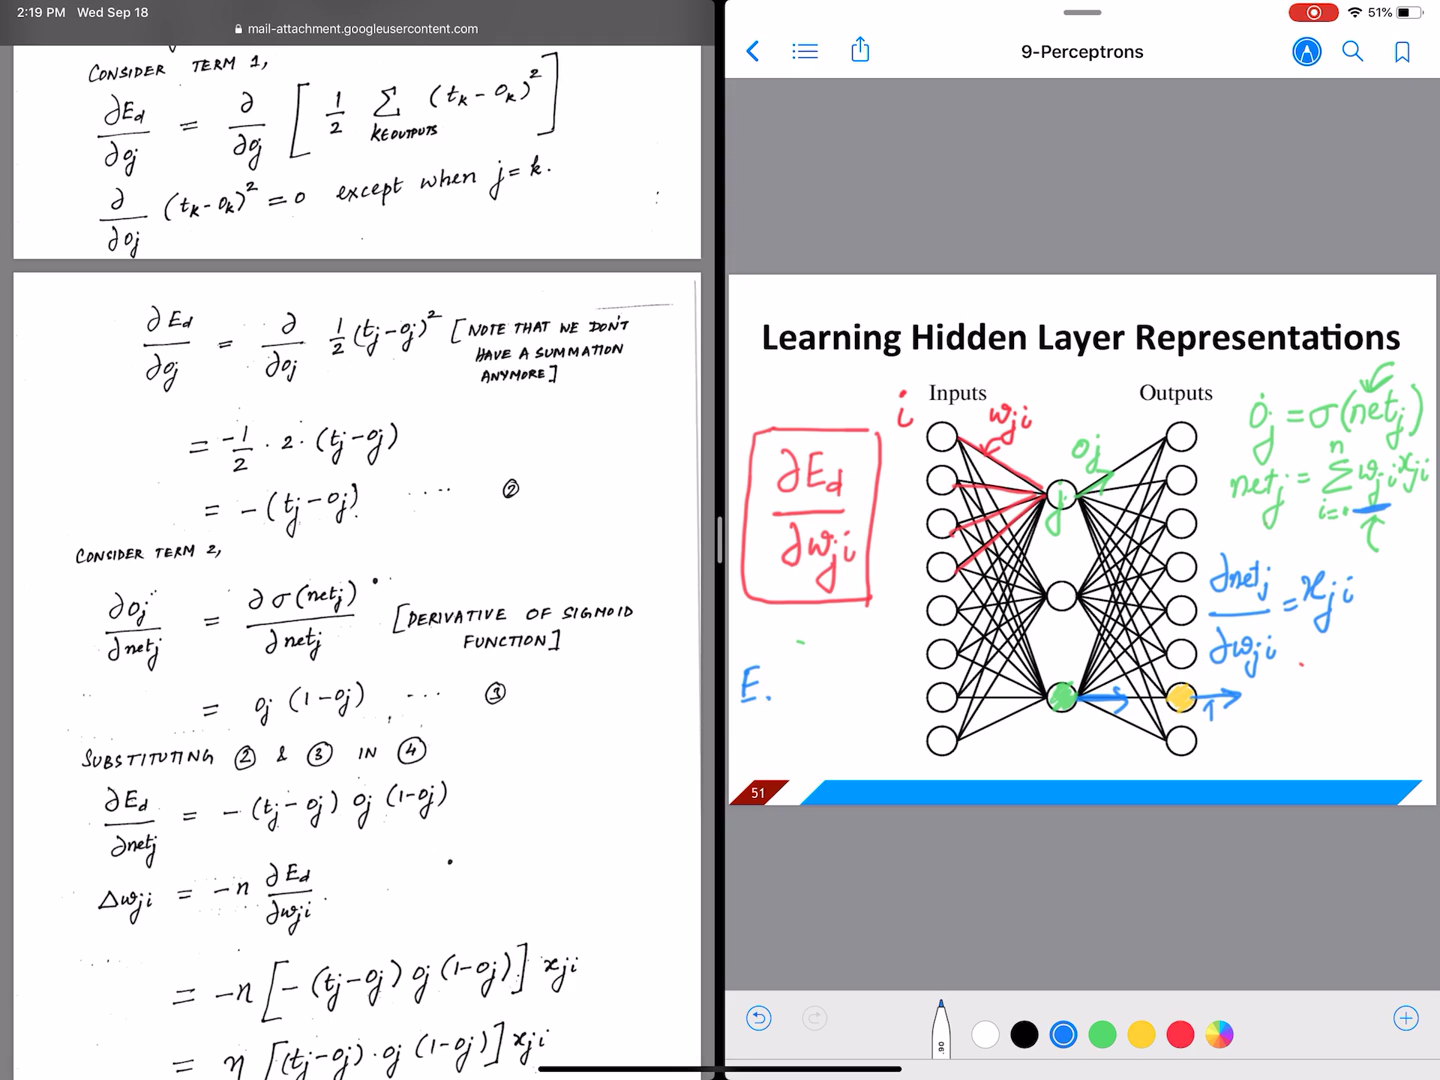 2:19 PM Wed Sep 18
mail-attachment.googleusercontent.com
CONSIDER TERM 1,
∂Ed/∂oj = ∂/∂oj [ 1/2 Σ k∈OUTPUTS (tk - ok)² ]
∂/∂oj (tk - ok)² = 0 except when j = k.
∂Ed/∂oj = ∂/∂oj 1/2 (tj - oj)² [NOTE THAT WE DON'T
HAVE A SUMMATION
ANYMORE]
= -1/2 · 2 · (tj - oj)
= - (tj - oj) .... ②
CONSIDER TERM 2,
∂oj/∂netj = ∂σ(netj)/∂netj [DERIVATIVE OF SIGMOID
FUNCTION]
= oj (1 - oj) ... ③
SUBSTITUTING ② & ③ IN ④
∂Ed/∂netj = - (tj - oj) oj (1 - oj)
Δwji = -η ∂Ed/∂wji
= -η [- (tj - oj) oj (1 - oj)] xji
= η [(tj - oj) · oj (1 - oj)] xji
51%
9-Perceptrons
Learning Hidden Layer Representations
i Inputs
Outputs
wji
oj
j
∂Ed/∂wji
oj = σ(netj)
netj = Σ i=0 n wji xji
∂netj/∂wji = xji
E.
51
.90